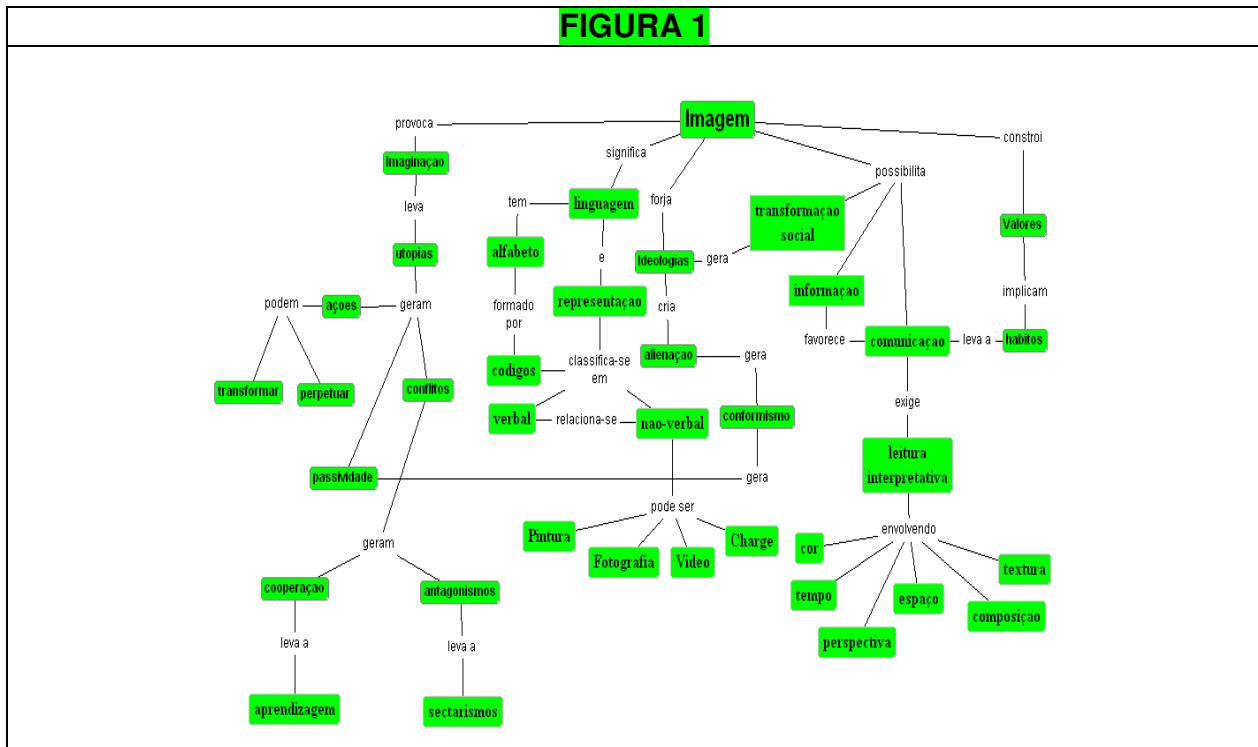 FIGURA 1
Imagem
provoca
constroi
significa
Imaginaçao
possibilita
tem
linguagem
forja
leva
transformaçao
social
Valores
alfabeto
utopias
e
Ideologias
gera
informaçao
implicam
podem
açoes
geram
formado
por
representaçao
cria
favorece
comunicaçao
leva a
habitos
classifica-se
em
alienaçao
gera
codigos
transformar
perpetuar
conflitos
exige
verbal
relaciona-se
nao-verbal
conformismo
leitura
interpretativa
passividade
gera
pode ser
envolvendo
Pintura
Charge
cor
geram
Fotografia
Video
textura
cooperaçao
antagonismos
tempo
espaço
composiçao
perspectiva
leva a
leva a
aprendizagem
sectarismos